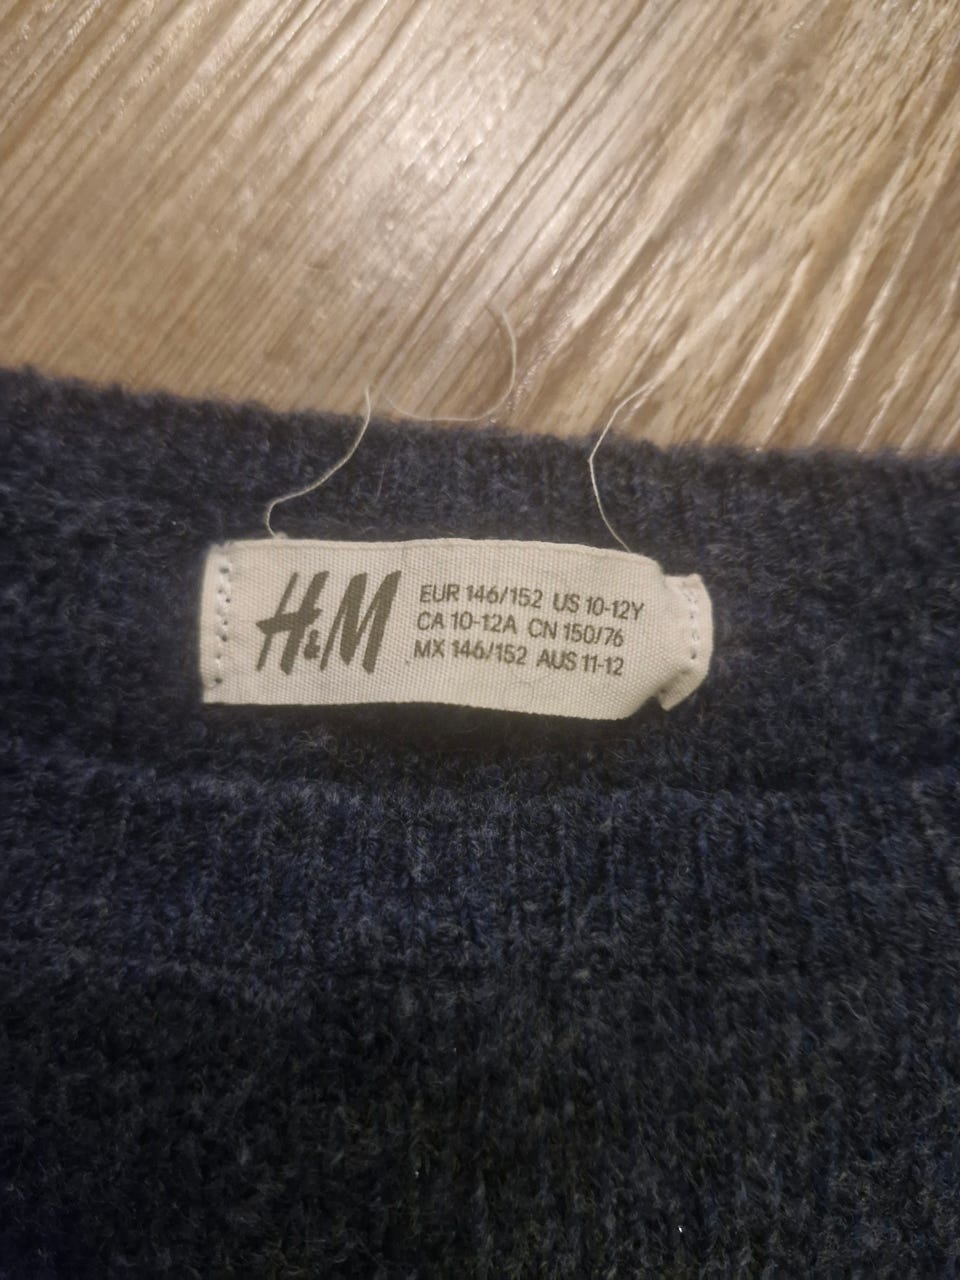 H&M
EUR 146/152 US 10-12Y
CA 10-12A CN 150/76
MX 146/152 AUS 11-12